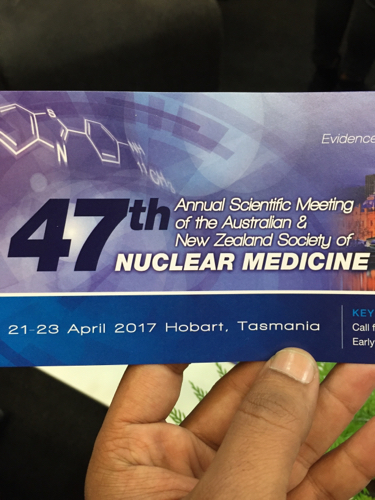 Evidence
47th
Annual Scientific Meeting
of the Australian &
New Zealand Society of
NUCLEAR MEDICINE
21-23 April 2017 Hobart, Tasmania
KEY
Call f
Early